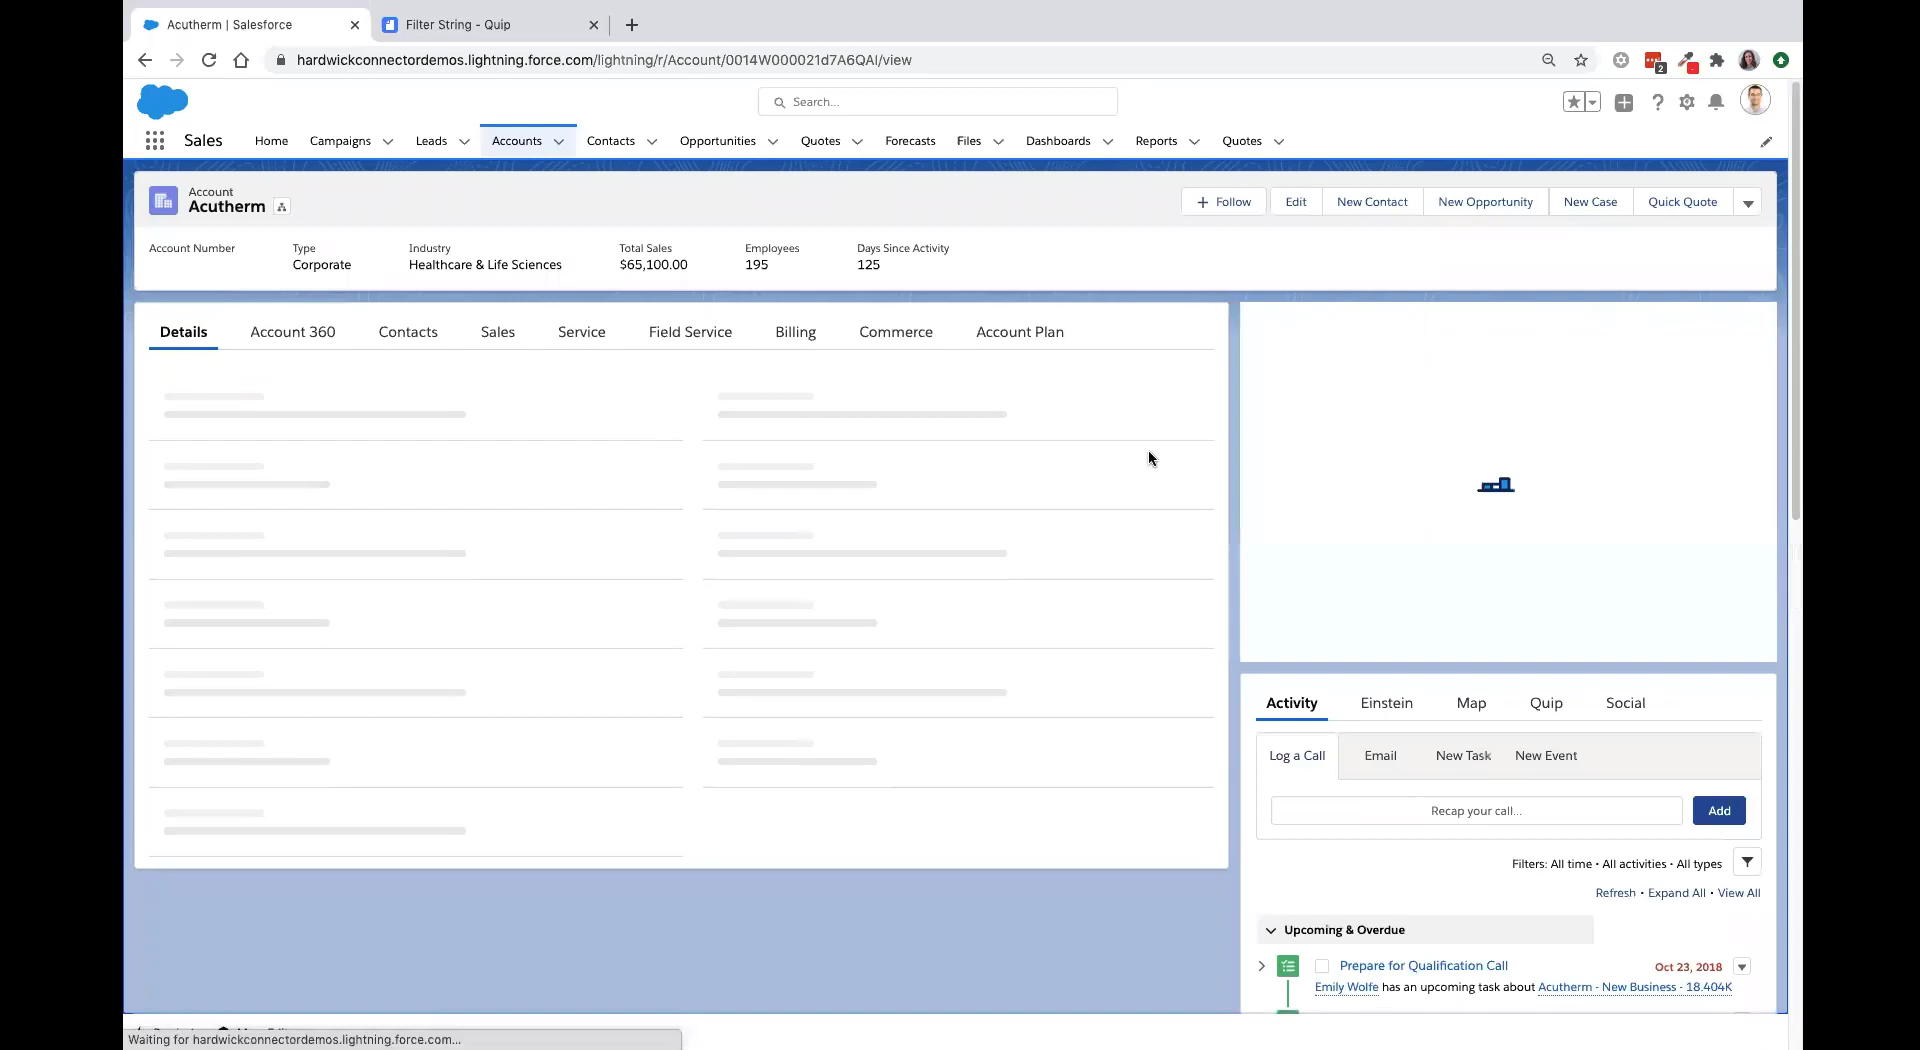 Acutherm | Salesforce
Filter String - Quip
hardwickconnectordemos.lightning.force.com/lightning/r/Account/0014W000021d7A6QAI/view
2
Search...
Sales Home Campaigns Leads Accounts Contacts Opportunities Quotes Forecasts Files Dashboards Reports Quotes
Account
Acutherm
Follow Edit New Contact New Opportunity New Case Quick Quote
Account Number Type Industry Total Sales Employees Days Since Activity
Corporate Healthcare & Life Sciences $65,100.00 195 125
Details Account 360 Contacts Sales Service Field Service Billing Commerce Account Plan
Activity Einstein Map Quip Social
Log a Call Email New Task New Event
Recap your call...
Add
Filters: All time • All activities • All types
Refresh • Expand All • View All
Upcoming & Overdue
Prepare for Qualification Call Oct 23, 2018
Emily Wolfe has an upcoming task about Acutherm - New Business - 18.404K
Waiting for hardwickconnectordemos.lightning.force.com...